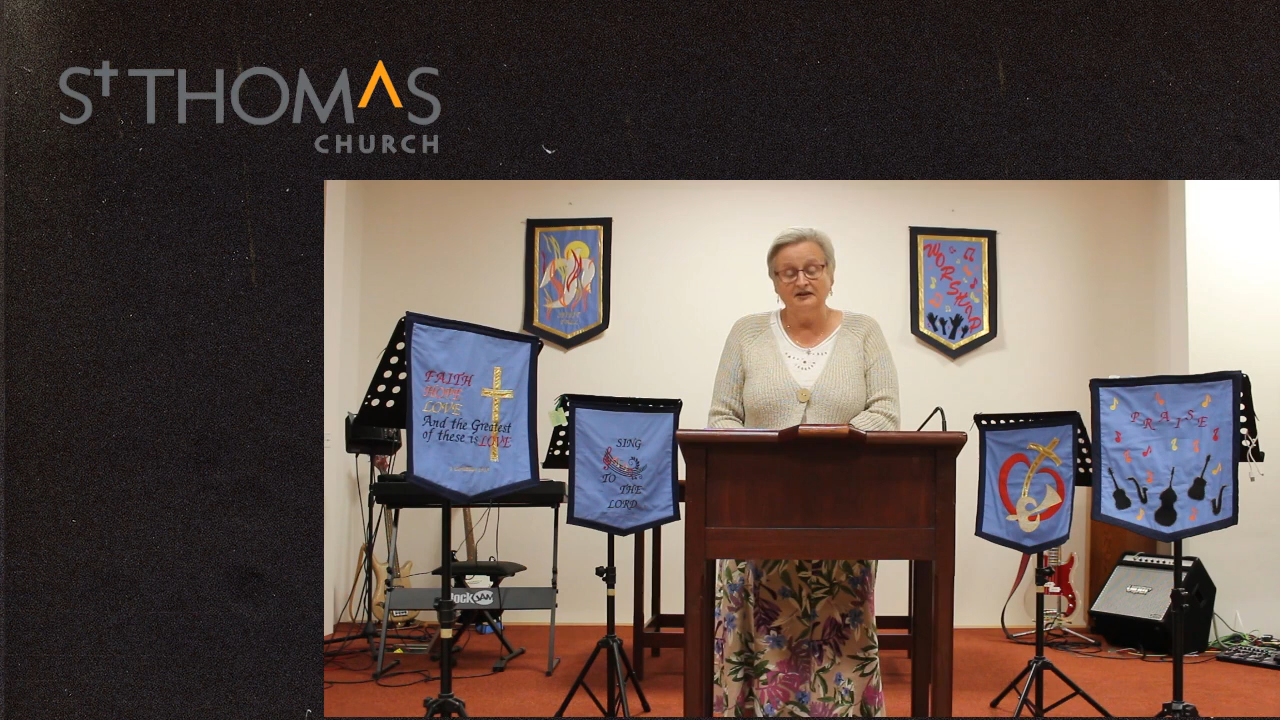 St THOMAS
CHURCH
WORSHIP
FAITH
HOPE
LOVE
And the Greatest
of these is LOVE
SING
TO
THE
LORD
PRAISE
RockJAM